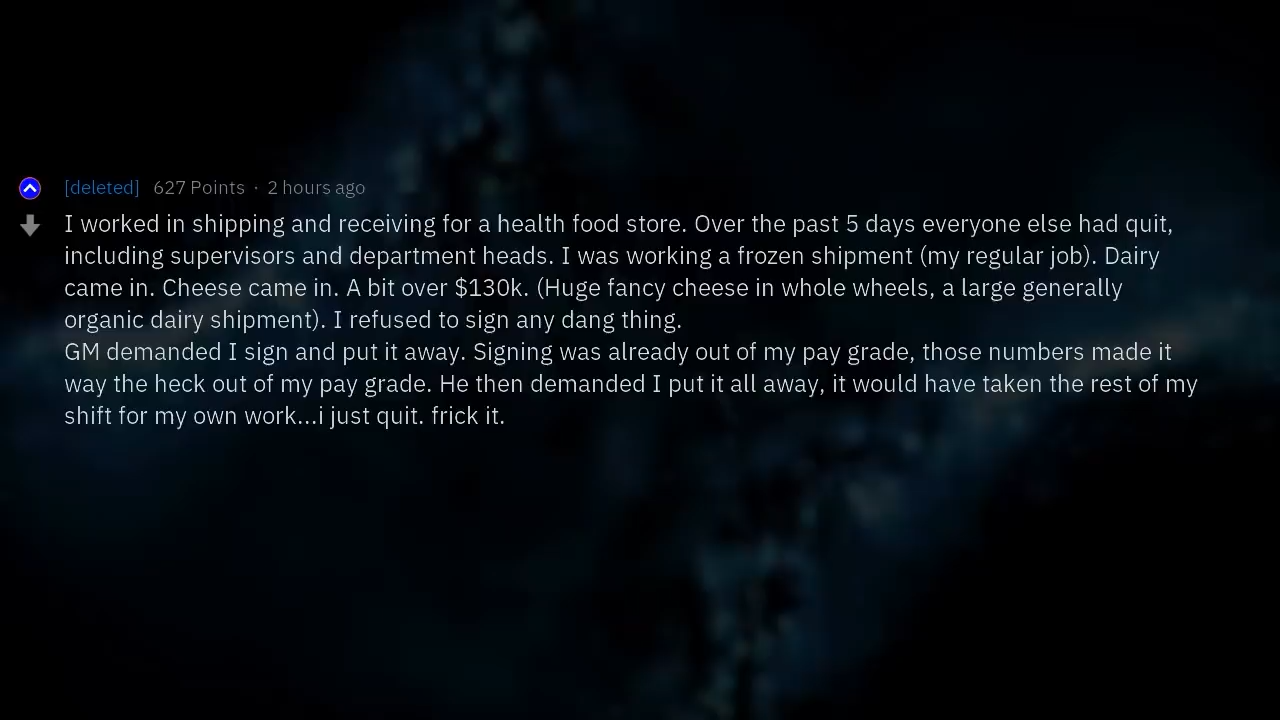 [deleted] 627 Points · 2 hours ago
I worked in shipping and receiving for a health food store. Over the past 5 days everyone else had quit,
including supervisors and department heads. I was working a frozen shipment (my regular job). Dairy
came in. Cheese came in. A bit over $130k. (Huge fancy cheese in whole wheels, a large generally
organic dairy shipment). I refused to sign any dang thing.
GM demanded I sign and put it away. Signing was already out of my pay grade, those numbers made it
way the heck out of my pay grade. He then demanded I put it all away, it would have taken the rest of my
shift for my own work...i just quit. frick it.